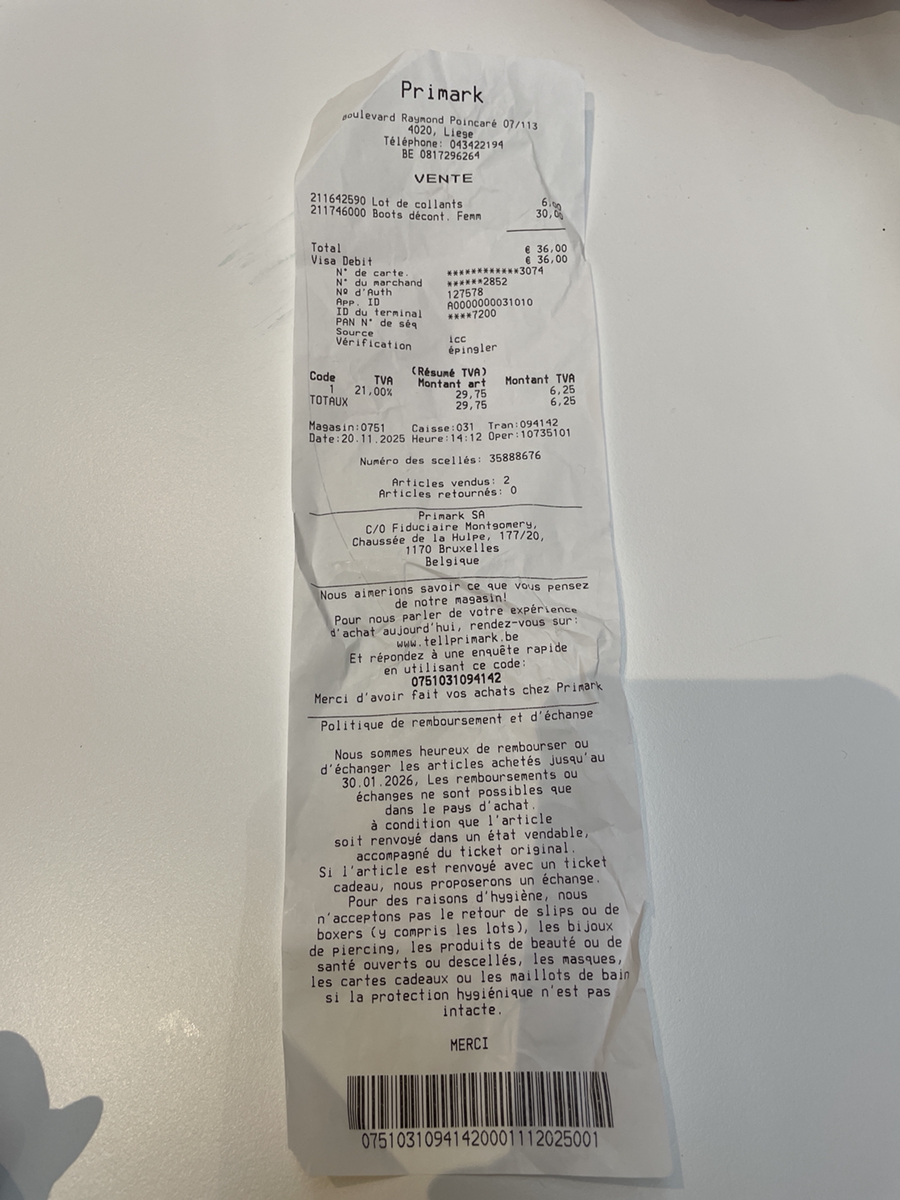 Primark
Boulevard Raymond Poincaré 07/113
4020, Liege
Téléphone: 043422194
BE 0817296264
VENTE
211642590 Lot de collants 6,00
211746000 Boots décont. Femm 30,00
Total € 36,00
Visa Debit € 36,00
N° de carte. ************3074
N° du marchand ******2852
Nº d'Auth 127578
App. ID A0000000031010
ID du terminal ****7200
PAN N° de séq
Source icc
Vérification épingler
(Résumé TVA)
Code TVA Montant art Montant TVA
1 21,00% 29,75 6,25
TOTAUX 29,75 6,25
Magasin:0751 Caisse:031 Tran:094142
Date:20.11.2025 Heure:14:12 Oper:10735101
Numéro des scellés: 35888676
Articles vendus: 2
Articles retournés: 0
Primark SA
C/O Fiduciaire Montgomery,
Chaussée de la Hulpe, 177/20,
1170 Bruxelles
Belgique
Nous aimerions savoir ce que vous pensez
de notre magasin!
Pour nous parler de votre expérience
d'achat aujourd'hui, rendez-vous sur:
www.tellprimark.be
Et répondez à une enquête rapide
en utilisant ce code:
0751031094142
Merci d'avoir fait vos achats chez Primark
Politique de remboursement et d'échange
Nous sommes heureux de rembourser ou
d'échanger les articles achetés jusqu'au
30.01.2026, Les remboursements ou
échanges ne sont possibles que
dans le pays d'achat.
à condition que l'article
soit renvoyé dans un état vendable,
accompagné du ticket original.
Si l'article est renvoyé avec un ticket
cadeau, nous proposerons un échange.
Pour des raisons d'hygiène, nous
n'acceptons pas le retour de slips ou de
boxers (y compris les lots), les bijoux
de piercing, les produits de beauté ou de
santé ouverts ou descellés, les masques,
les cartes cadeaux ou les maillots de bain
si la protection hygiénique n'est pas
intacte.
MERCI
07510310941420001112025001